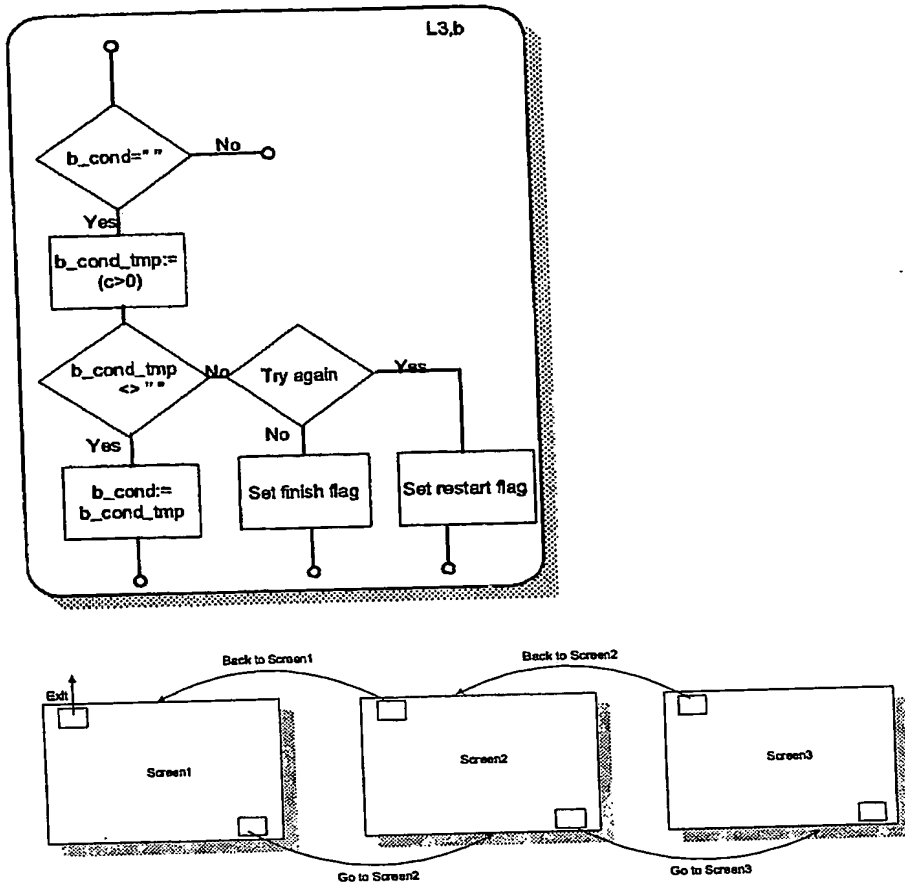 L3,b
b_cond=" "
No
Yes
b_cond_tmp:=
(c>0)
b_cond_tmp
<> " "
No
Try again
Yes
Yes
No
b_cond:=
b_cond_tmp
Set finish flag
Set restart flag
Back to Screen1
Back to Screen2
Exit
Screen1
Screen2
Screen3
Go to Screen2
Go to Screen3